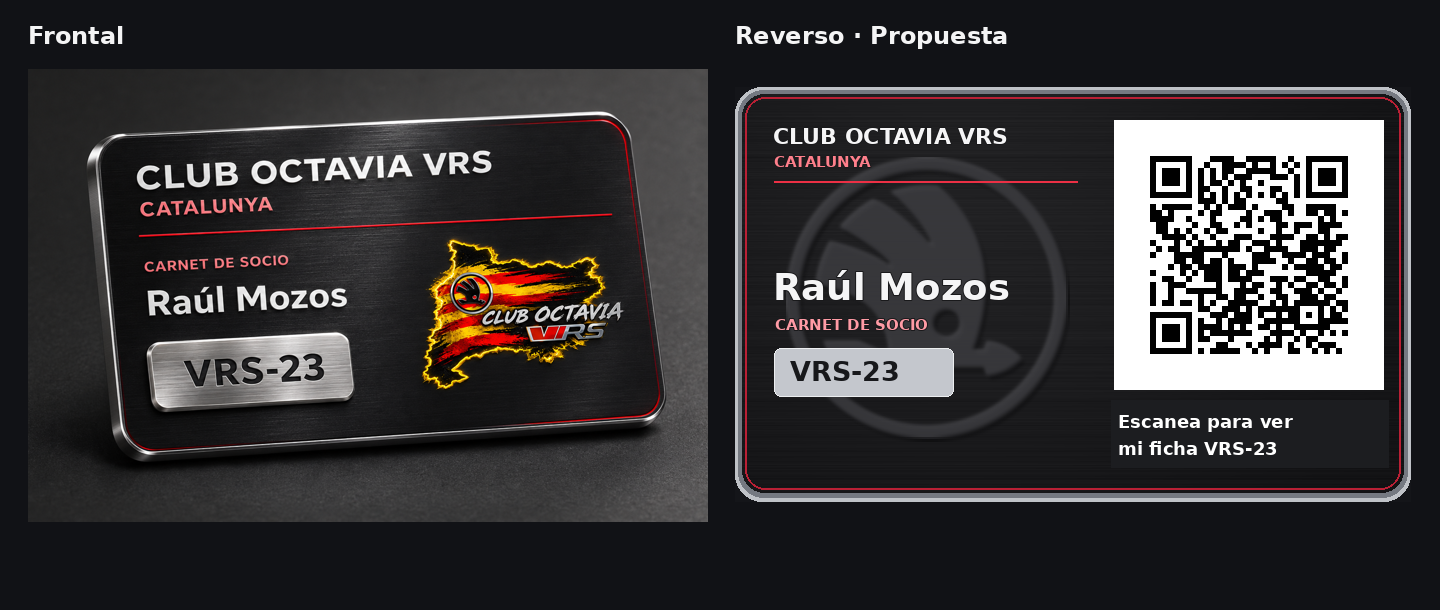 Frontal
CLUB OCTAVIA VRS
CATALUNYA
CARNET DE SOCIO
Raúl Mozos
VRS-23
CLUB OCTAVIA
VRS
Reverso · Propuesta
CLUB OCTAVIA VRS
CATALUNYA
Raúl Mozos
CARNET DE SOCIO
VRS-23
Escanea para ver
mi ficha VRS-23